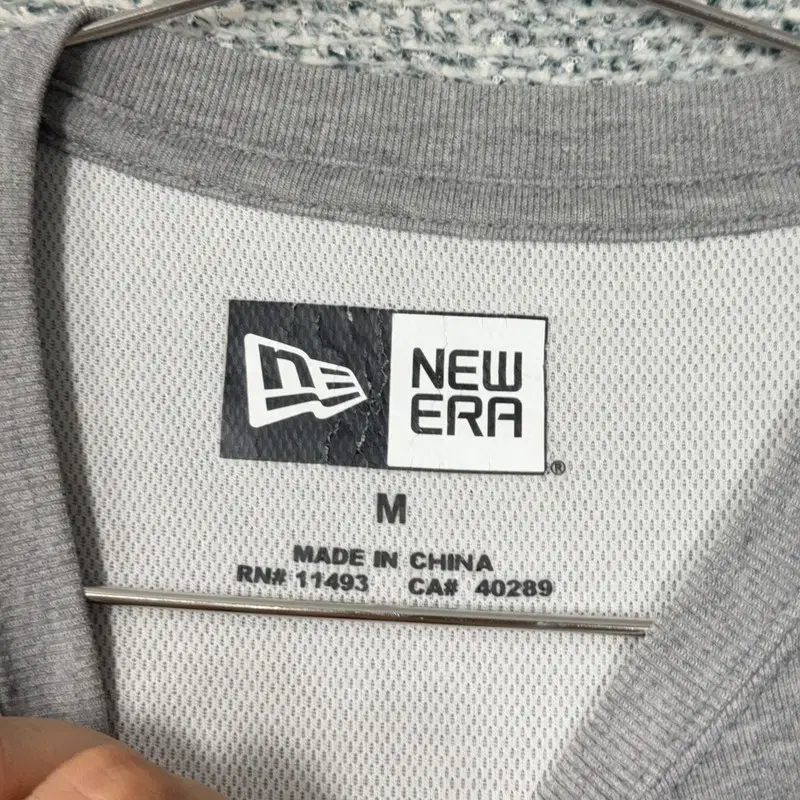 NEW
ERA
®
M
MADE IN CHINA
RN# 11493 CA# 40289